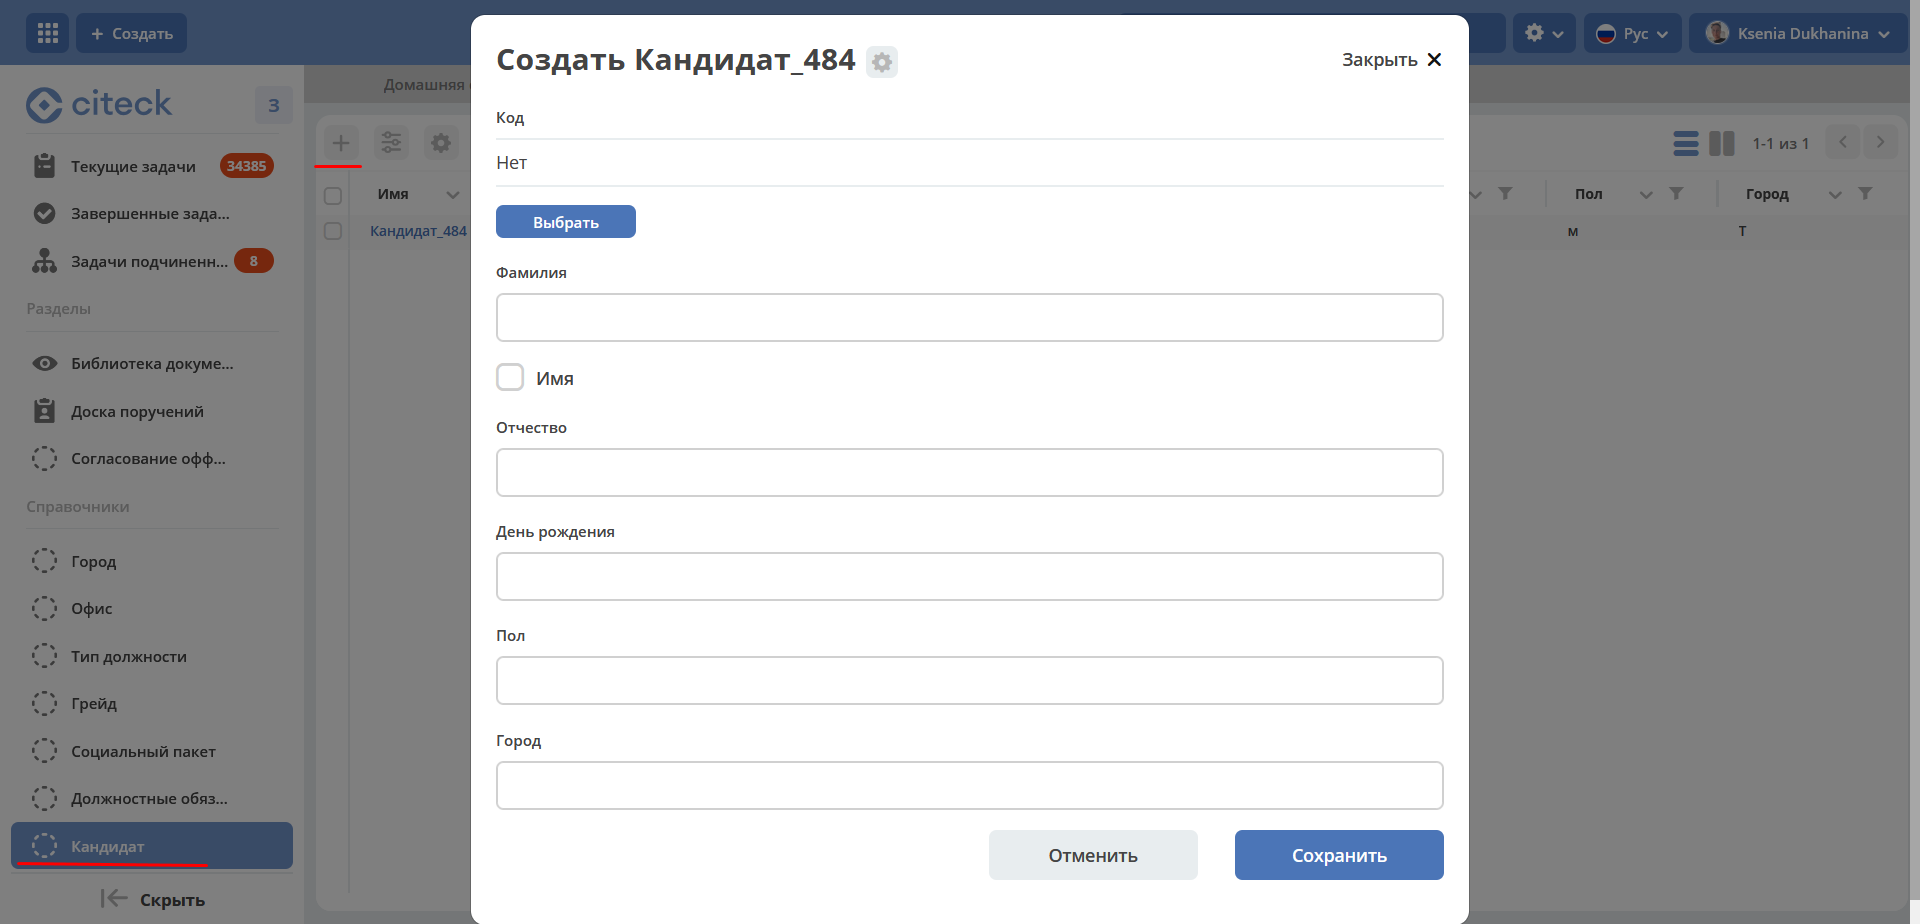 Создать
Рус
Ksenia Dukhanina
citeck
3
Текущие задачи 34385
Завершенные зада...
Задачи подчиненн... 8
Разделы
Библиотека докуме...
Доска поручений
Согласование офф...
Справочники
Город
Офис
Тип должности
Грейд
Социальный пакет
Должностные обяз...
Кандидат
Скрыть
Домашняя
Имя
Кандидат_484
1-1 из 1
Пол
Город
м
Т
Создать Кандидат_484
Закрыть
Код
Нет
Выбрать
Фамилия
Имя
Отчество
День рождения
Пол
Город
Отменить
Сохранить